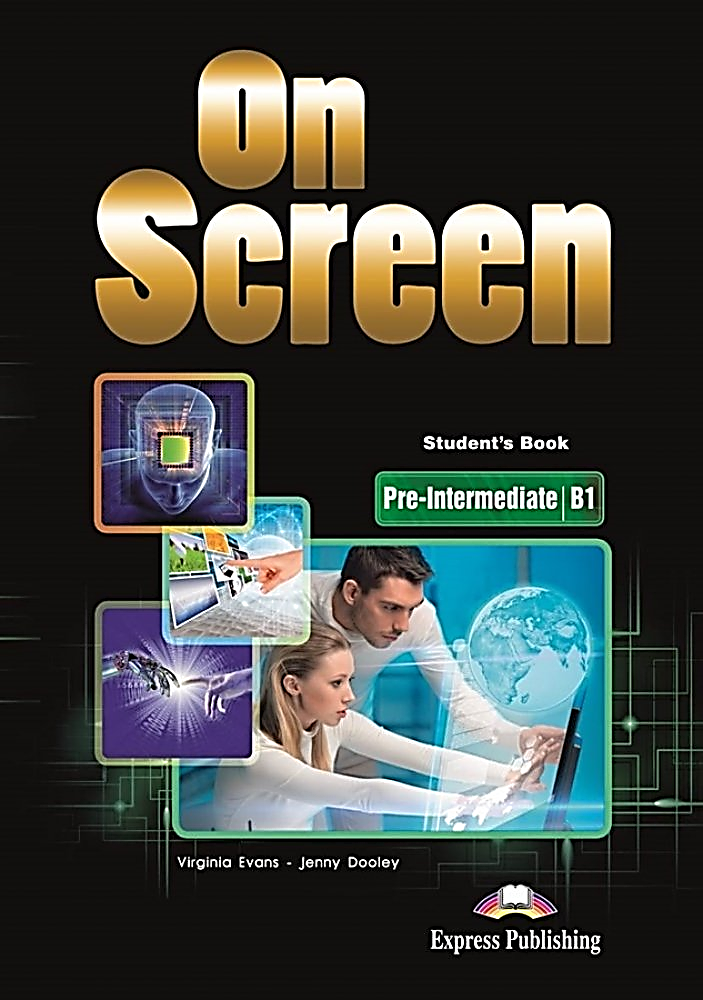 On
Screen
Student's Book
Pre-Intermediate | B1
Virginia Evans - Jenny Dooley
Express Publishing